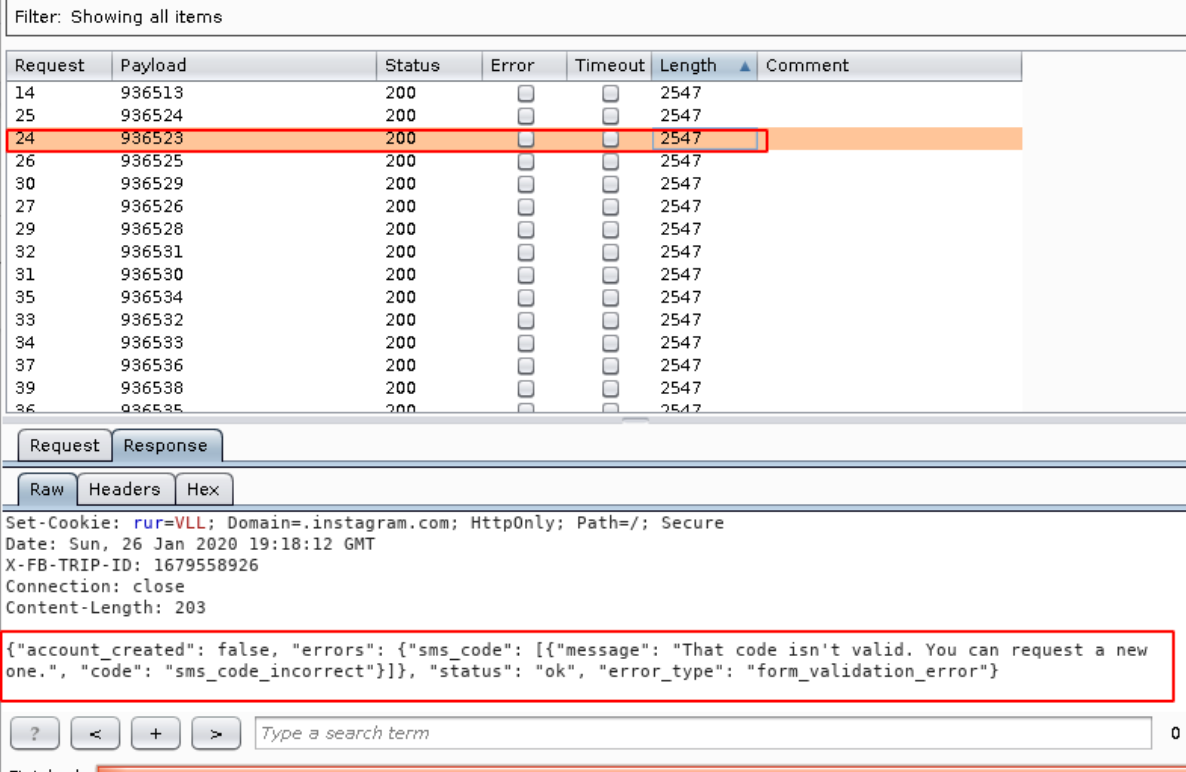 Filter: Showing all items
Request Payload Status Error Timeout Length Comment
14 936513 200 2547
25 936524 200 2547
24 936523 200 2547
26 936525 200 2547
30 936529 200 2547
27 936526 200 2547
29 936528 200 2547
32 936531 200 2547
31 936530 200 2547
35 936534 200 2547
33 936532 200 2547
34 936533 200 2547
37 936536 200 2547
39 936538 200 2547
36 936535 200 2547
Request Response
Raw Headers Hex
Set-Cookie: rur=VLL; Domain=.instagram.com; HttpOnly; Path=/; Secure
Date: Sun, 26 Jan 2020 19:18:12 GMT
X-FB-TRIP-ID: 1679558926
Connection: close
Content-Length: 203
{"account_created": false, "errors": {"sms_code": [{"message": "That code isn't valid. You can request a new
one.", "code": "sms_code_incorrect"}]}, "status": "ok", "error_type": "form_validation_error"}
? < + > Type a search term 0